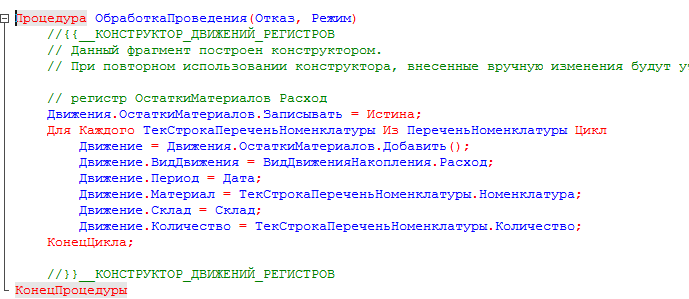 Процедура ОбработкаПроведения(Отказ, Режим)
//{{__КОНСТРУКТОР_ДВИЖЕНИЙ_РЕГИСТРОВ
// Данный фрагмент построен конструктором.
// При повторном использовании конструктора, внесенные вручную изменения будут
// регистр ОстаткиМатериалов Расход
Движения.ОстаткиМатериалов.Записывать = Истина;
Для Каждого ТекСтрокаПереченьНоменклатуры Из ПереченьНоменклатуры Цикл
Движение = Движения.ОстаткиМатериалов.Добавить();
Движение.ВидДвижения = ВидДвиженияНакопления.Расход;
Движение.Период = Дата;
Движение.Материал = ТекСтрокаПереченьНоменклатуры.Номенклатура;
Движение.Склад = Склад;
Движение.Количество = ТекСтрокаПереченьНоменклатуры.Количество;
КонецЦикла;
//}}__КОНСТРУКТОР_ДВИЖЕНИЙ_РЕГИСТРОВ
КонецПроцедуры